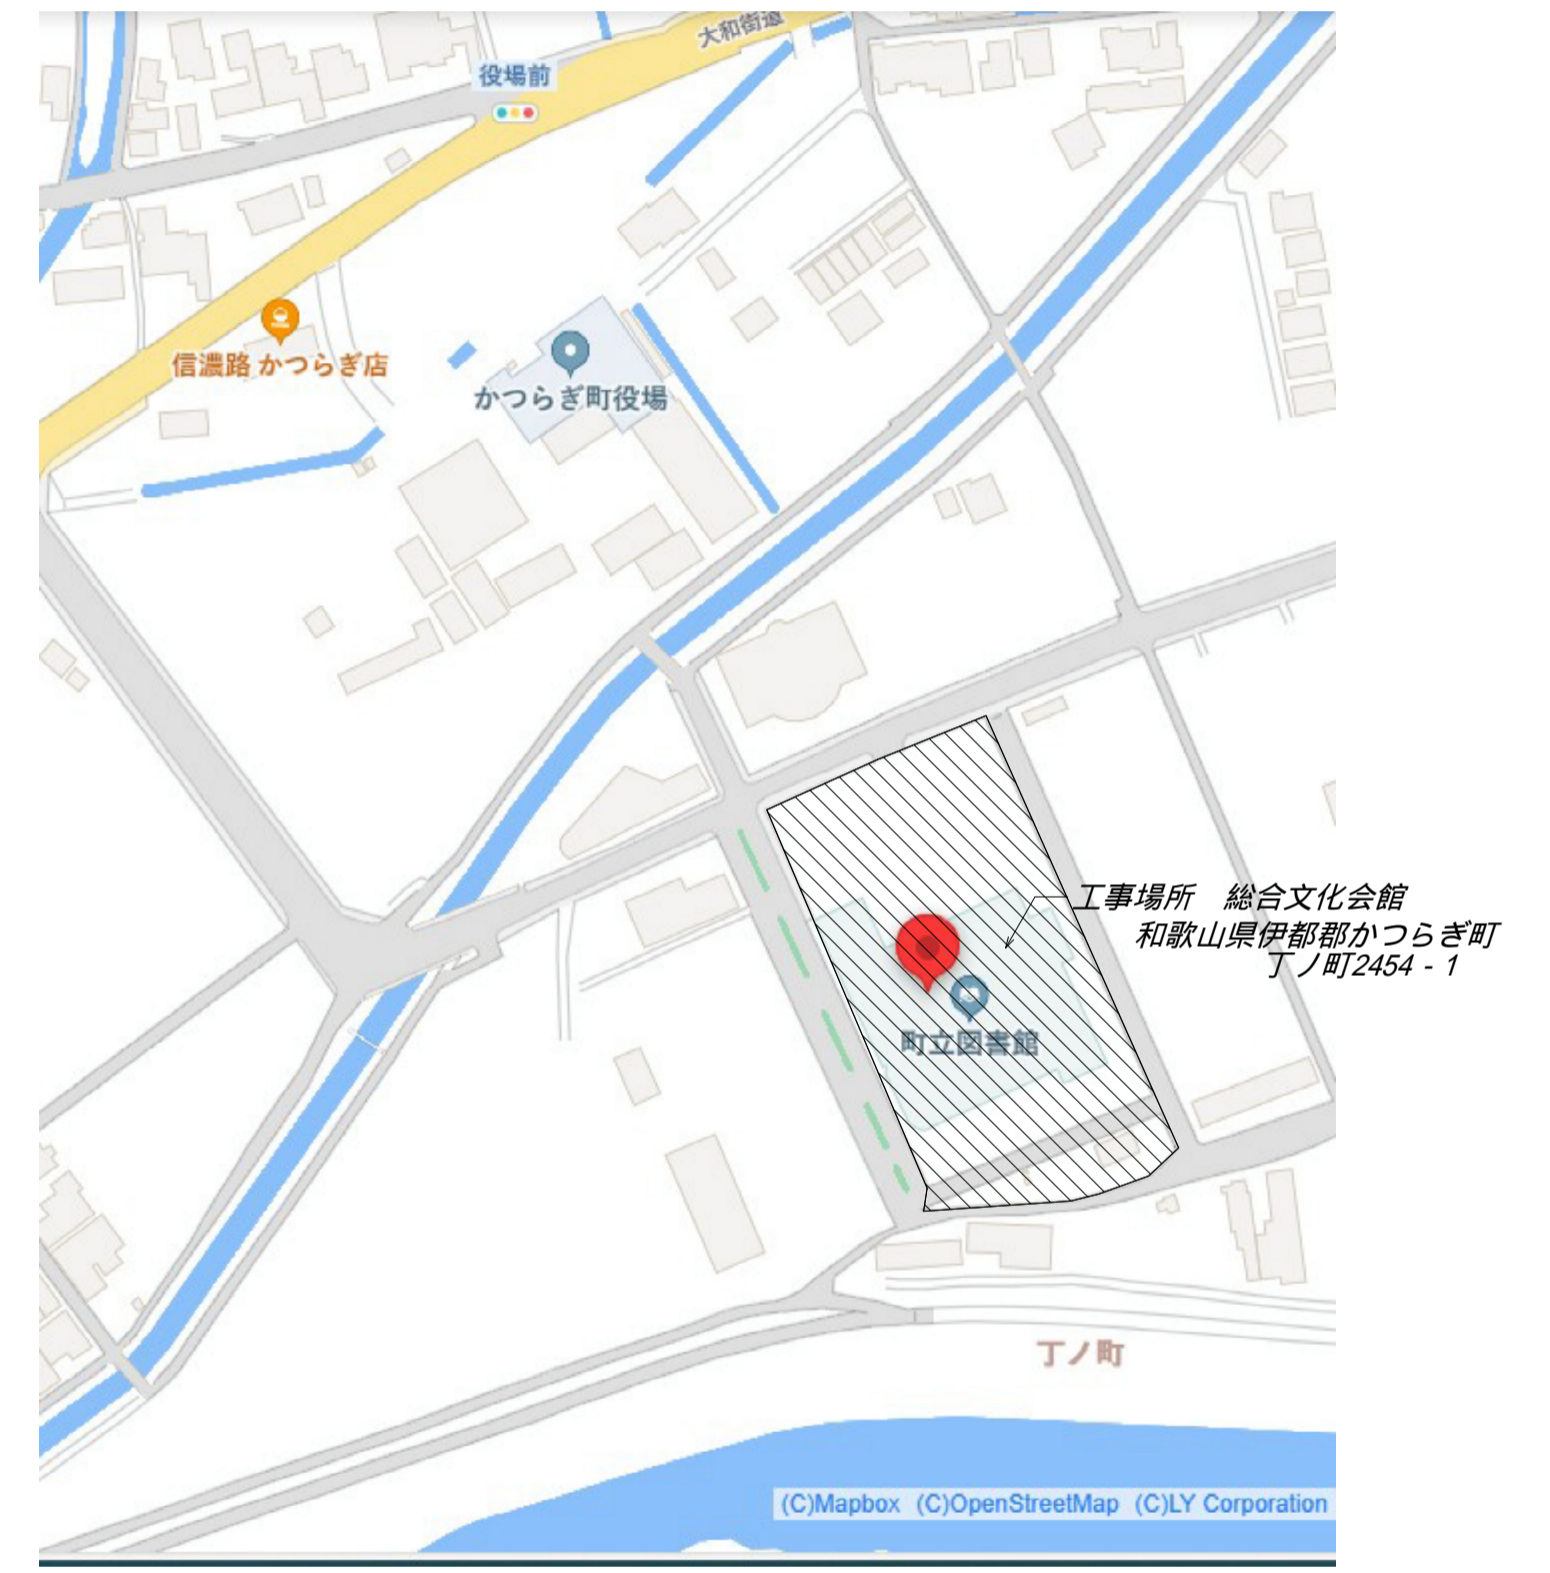 大和街道
役場前
信濃路 かつらぎ店
かつらぎ町役場
工事場所　総合文化会館
和歌山県伊都郡かつらぎ町
丁ノ町2454 - 1
町立図書館
丁ノ町
(C)Mapbox (C)OpenStreetMap (C)LY Corporation